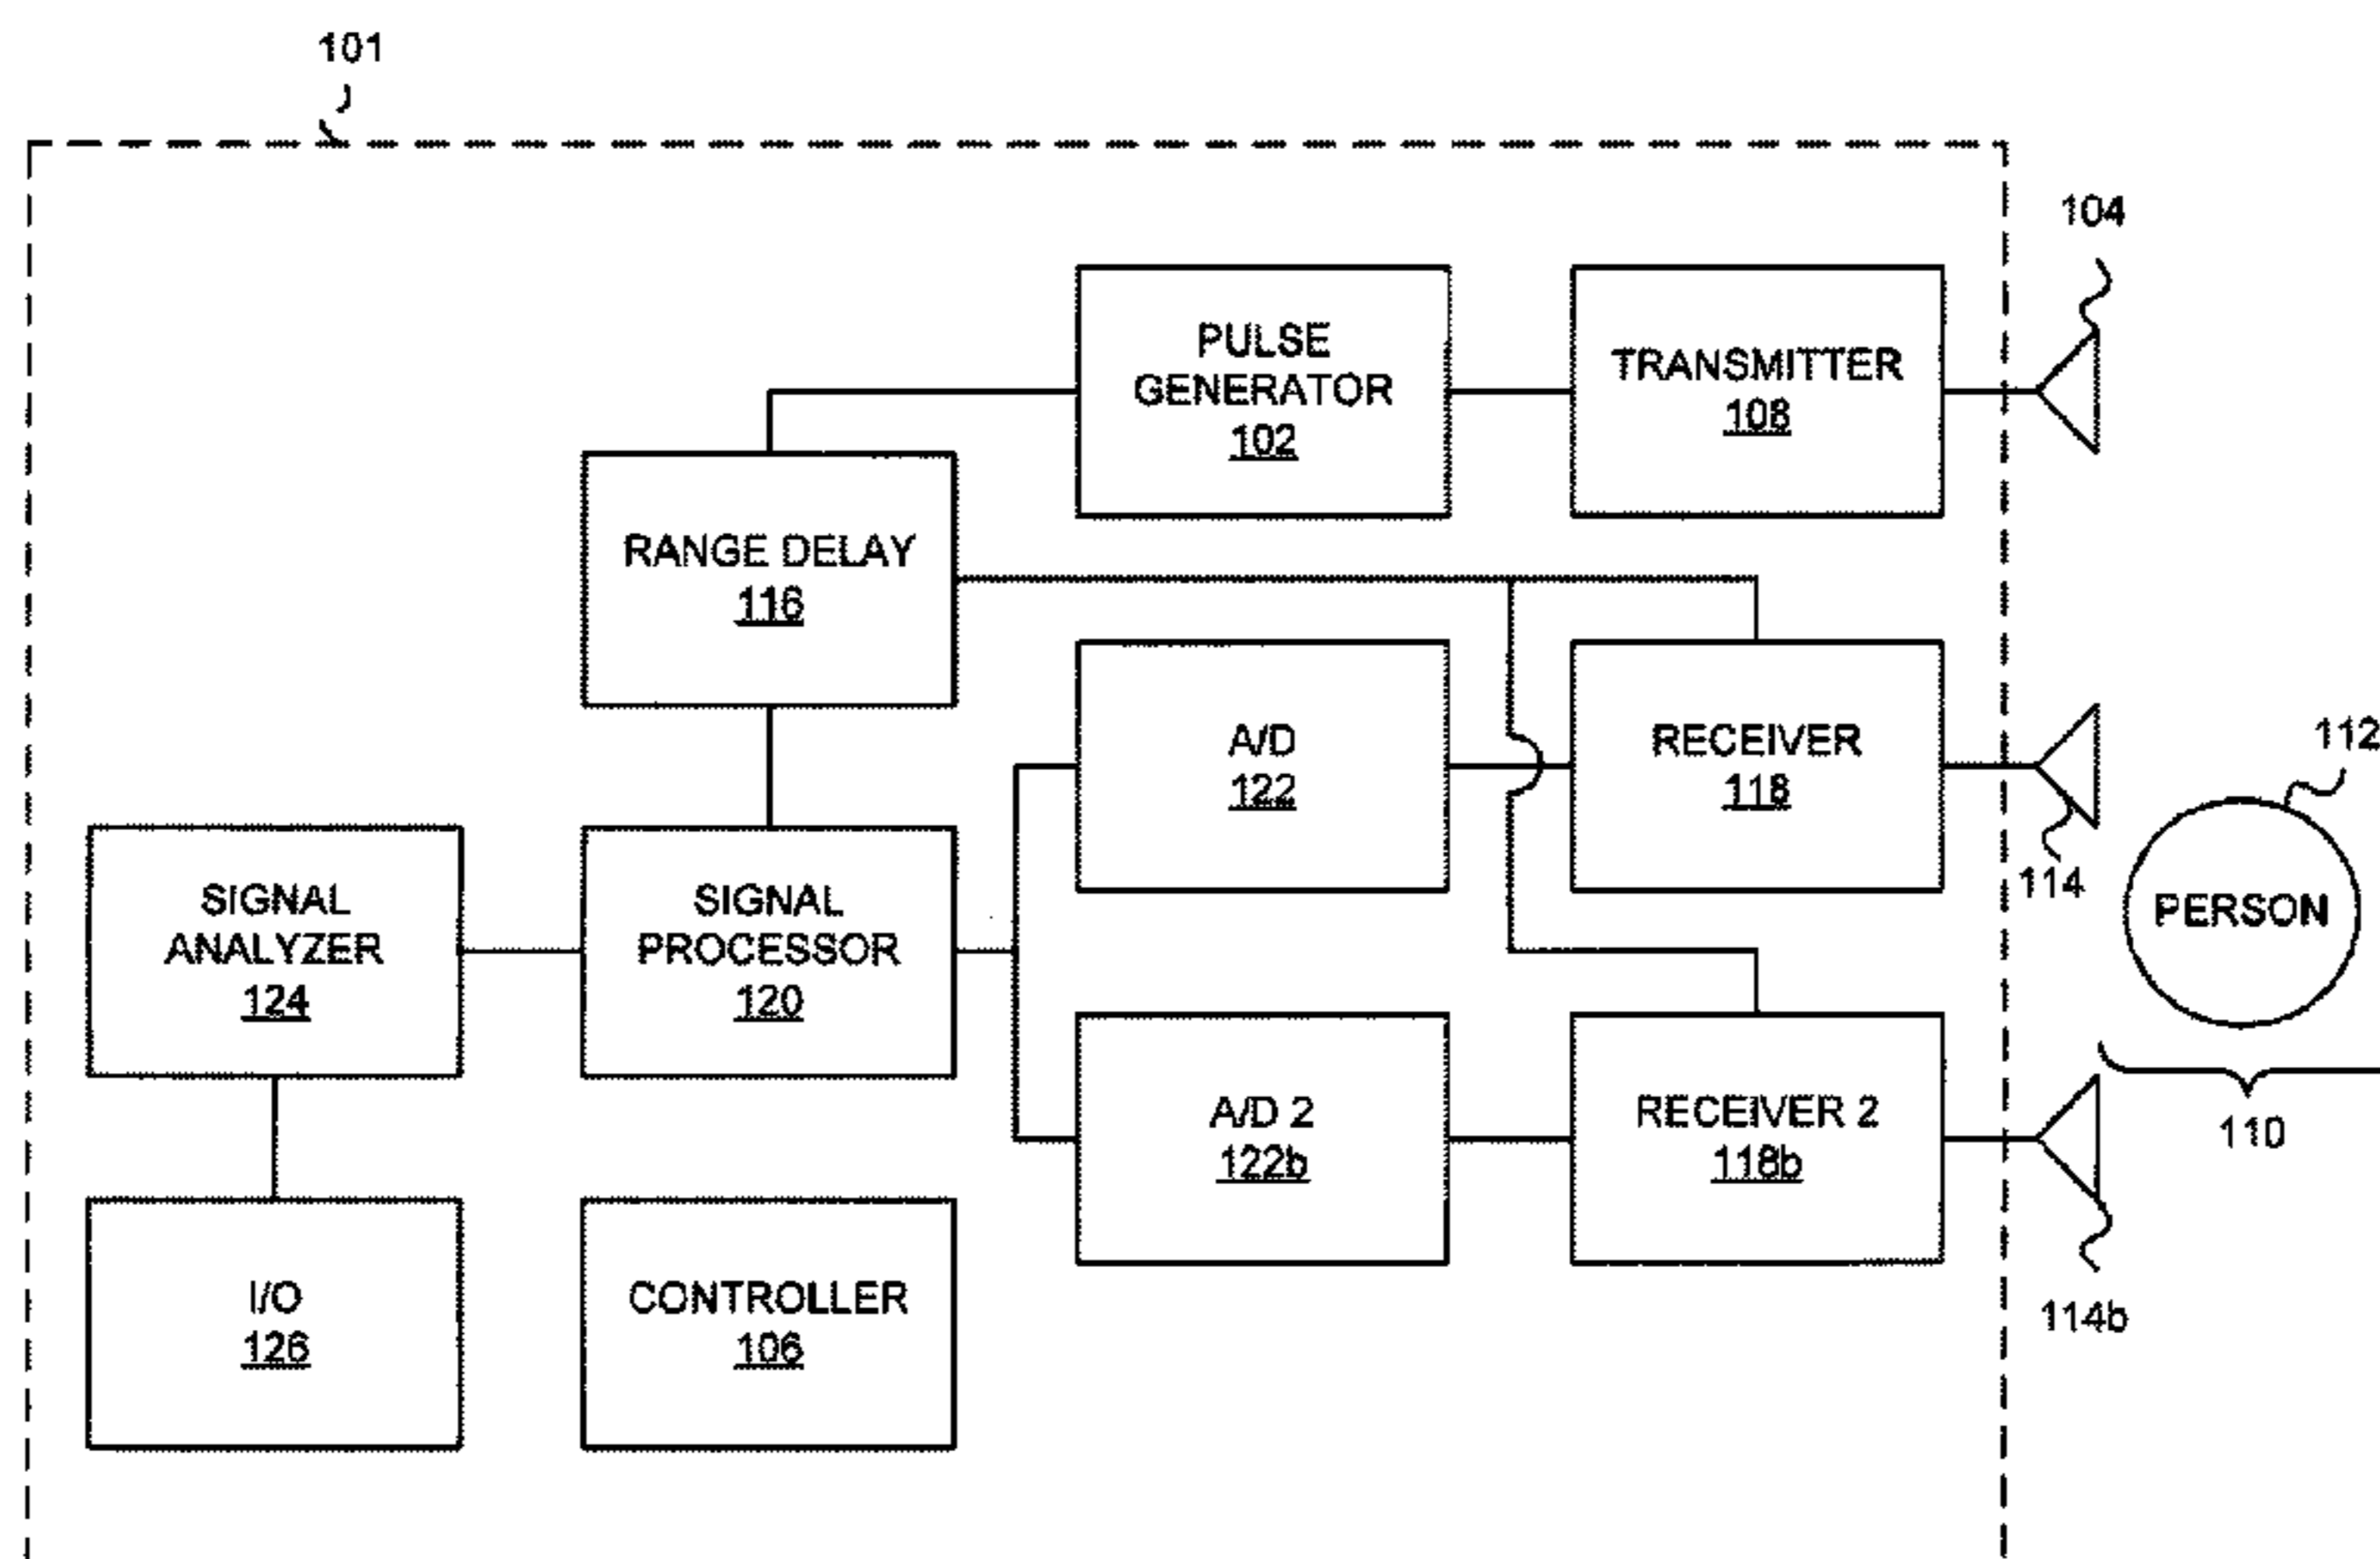 101
104
PULSE
GENERATOR
102
TRANSMITTER
108
RANGE DELAY
116
A/D
122
RECEIVER
118
112
114
PERSON
SIGNAL
ANALYZER
124
SIGNAL
PROCESSOR
120
A/D 2
122b
RECEIVER 2
118b
110
I/O
126
CONTROLLER
106
114b